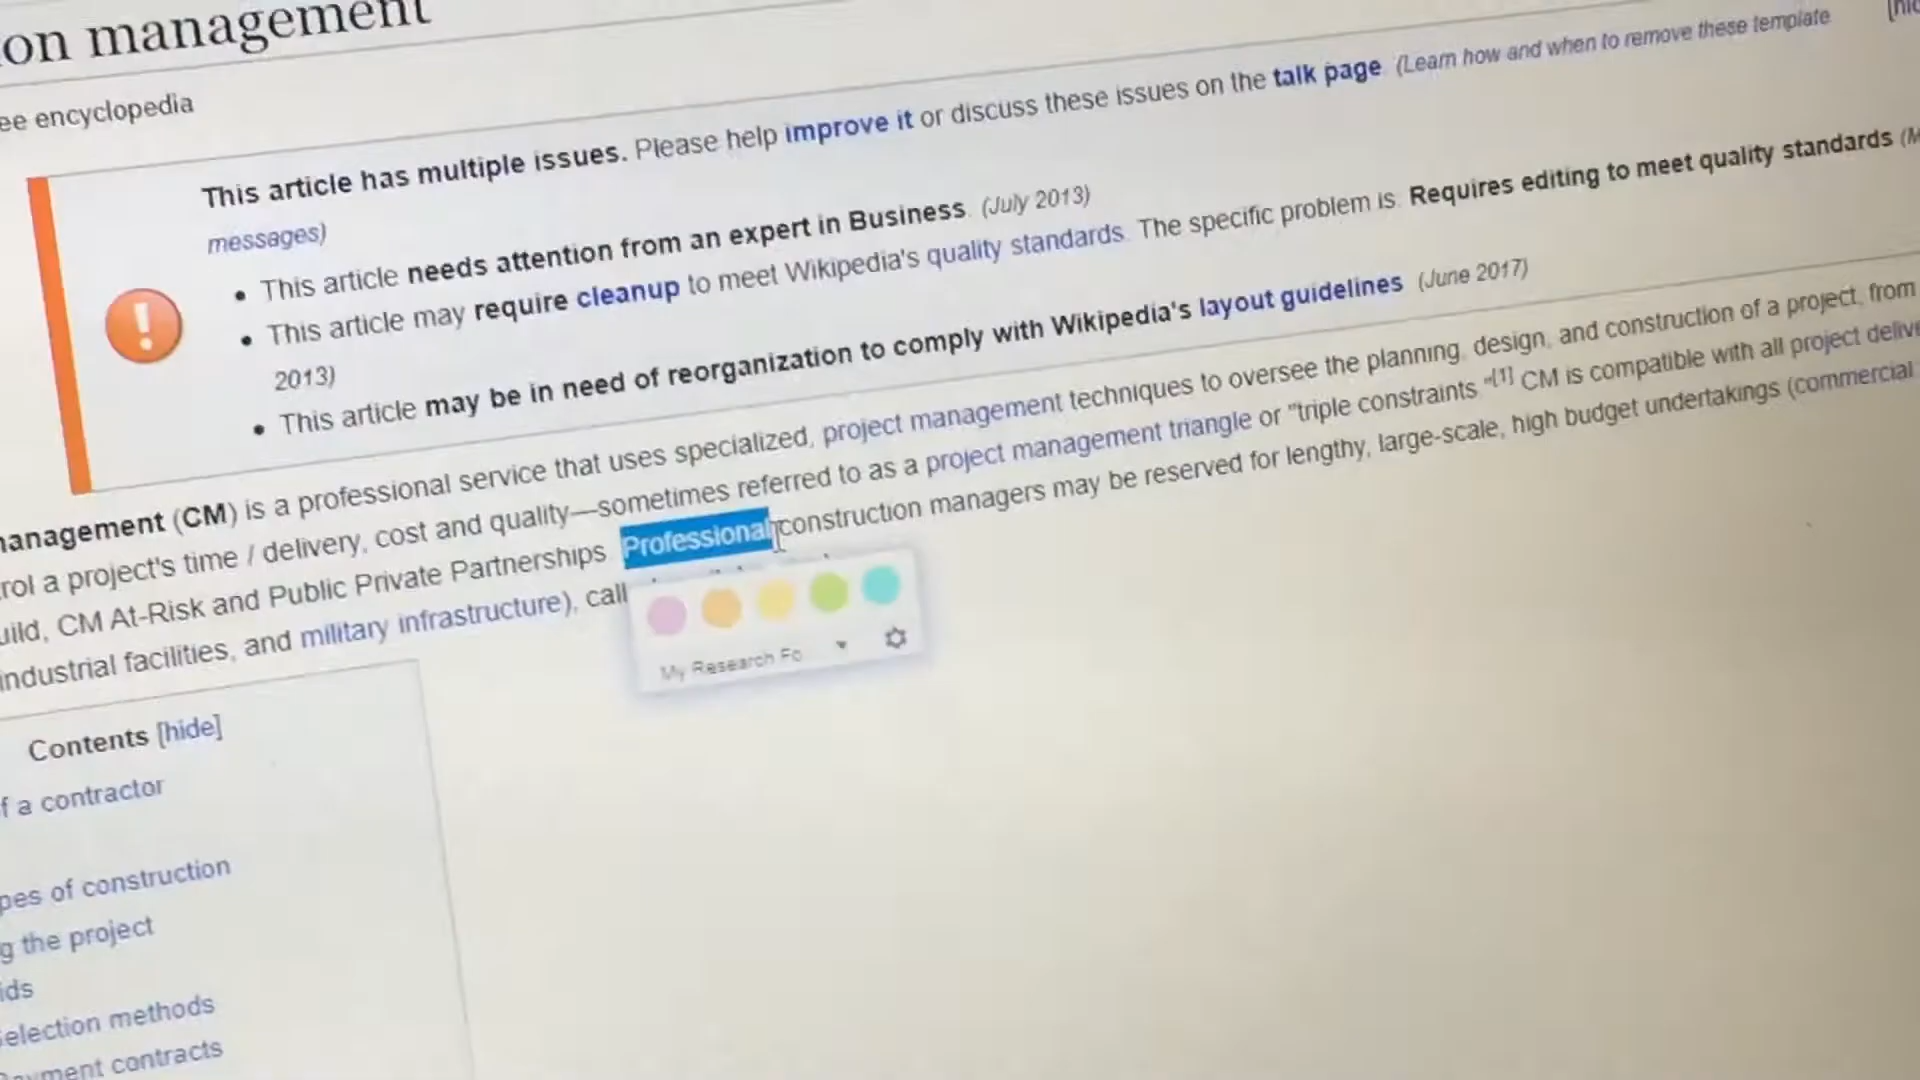 on management
[hid
ee encyclopedia
This article has multiple issues. Please help improve it or discuss these issues on the talk page. (Learn how and when to remove these template
messages)
• This article needs attention from an expert in Business. (July 2013)
• This article may require cleanup to meet Wikipedia's quality standards. The specific problem is: Requires editing to meet quality standards (M
2013)
• This article may be in need of reorganization to comply with Wikipedia's layout guidelines. (June 2017)
management (CM) is a professional service that uses specialized, project management techniques to oversee the planning, design, and construction of a project, from
rol a project's time / delivery, cost and quality—sometimes referred to as a project management triangle or "triple constraints."[1] CM is compatible with all project delive
uild, CM At-Risk and Public Private Partnerships. Professional construction managers may be reserved for lengthy, large-scale, high budget undertakings (commercial
industrial facilities, and military infrastructure), call
My Research Fo
Contents [hide]
f a contractor
pes of construction
g the project
ids
Selection methods
Payment contracts